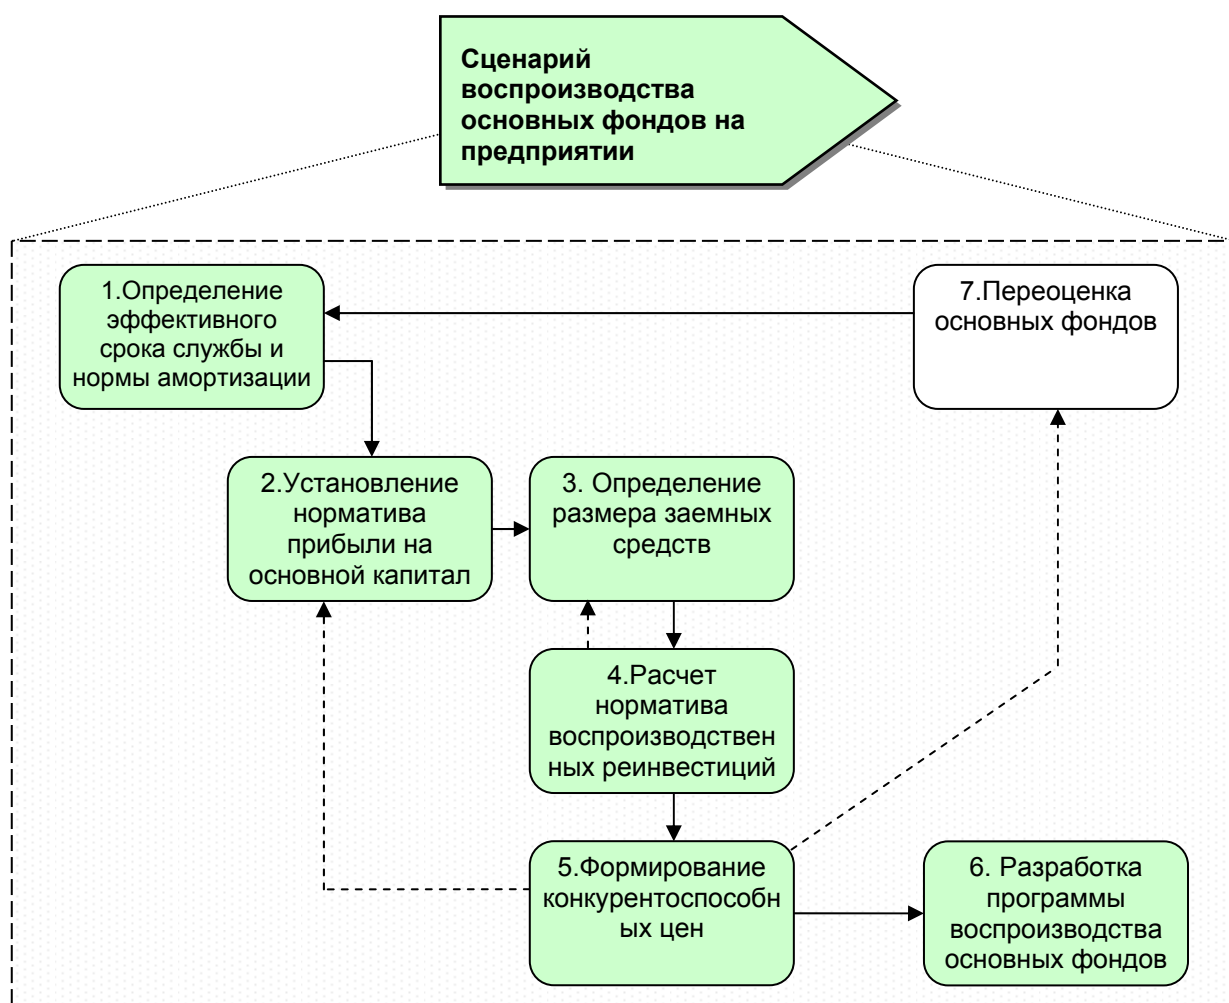 Сценарий
воспроизводства
основных фондов на
предприятии
1.Определение
эффективного
срока службы и
нормы амортизации
7.Переоценка
основных фондов
2.Установление
норматива
прибыли на
основной капитал
3. Определение
размера заемных
средств
4.Расчет
норматива
воспроизводствен
ных реинвестиций
5.Формирование
конкурентоспособн
ых цен
6. Разработка
программы
воспроизводства
основных фондов